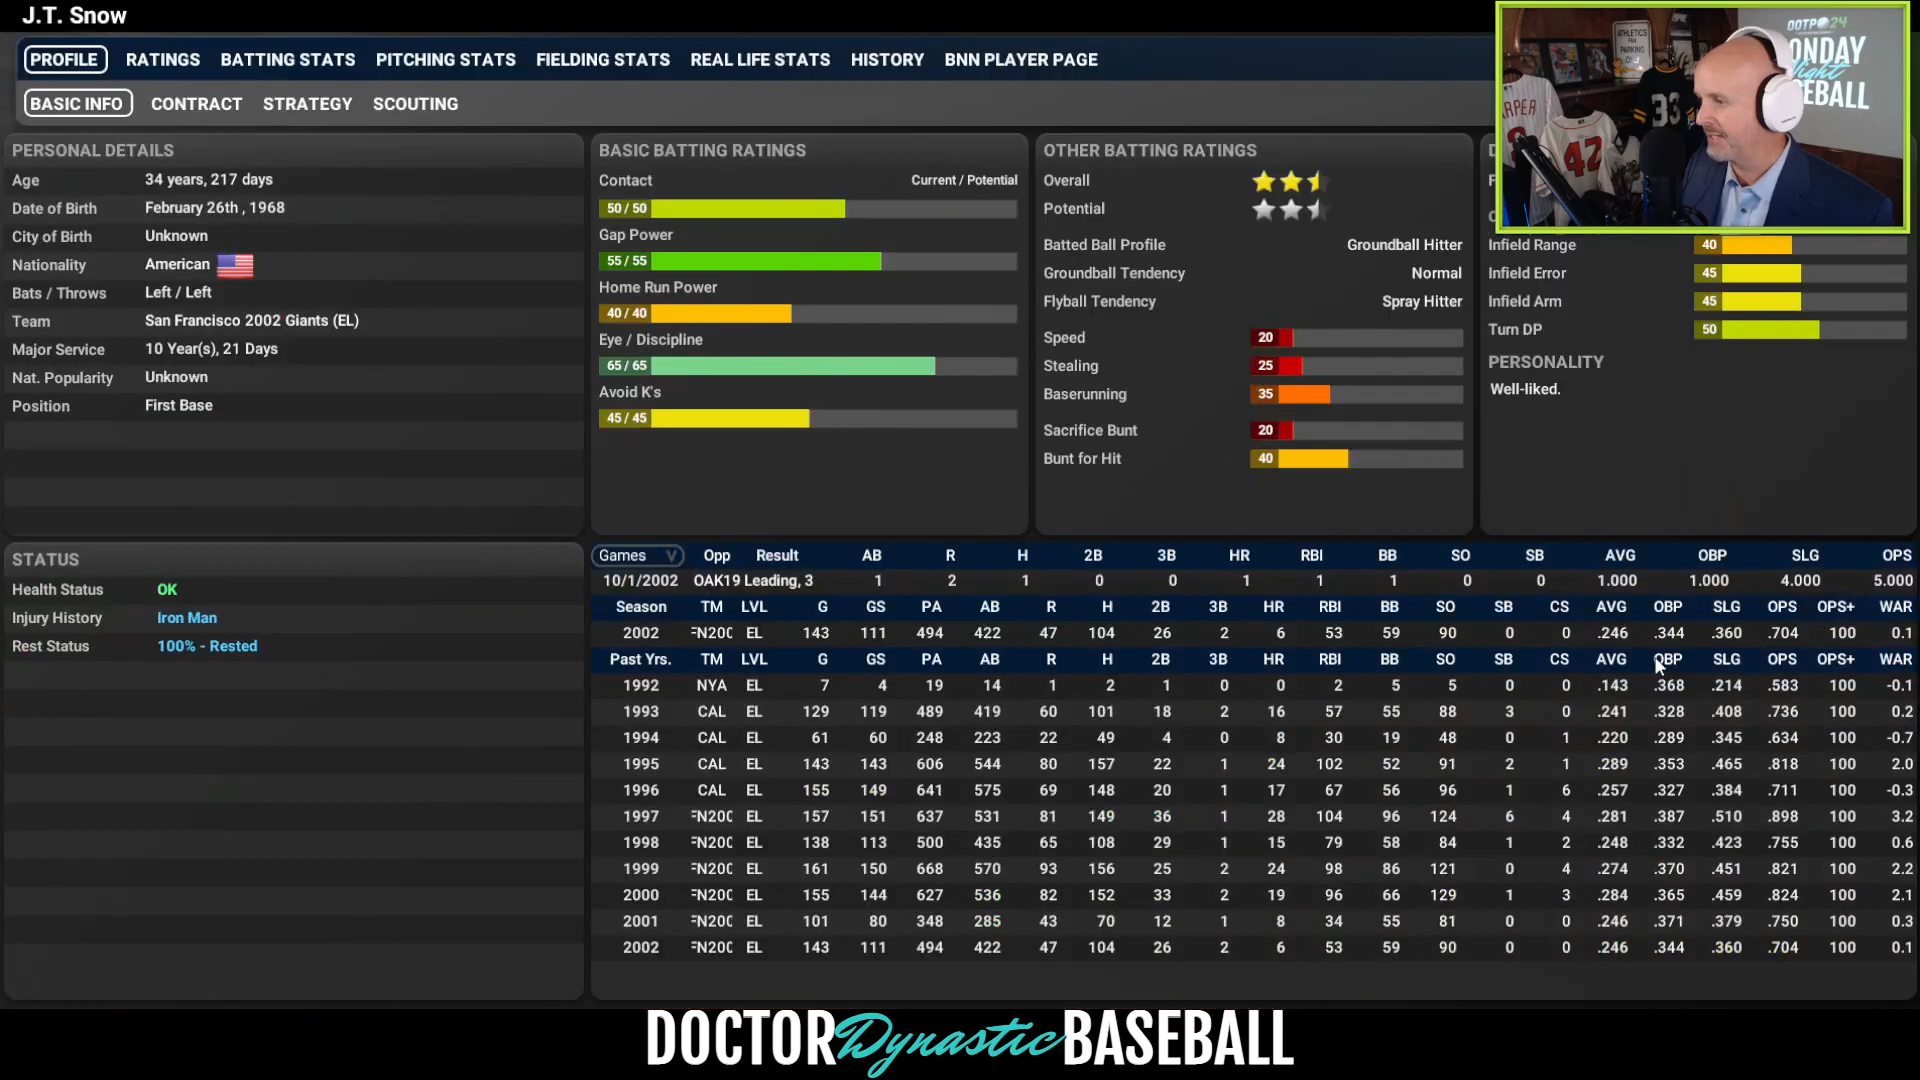 J.T. Snow
PROFILE RATINGS BATTING STATS PITCHING STATS FIELDING STATS REAL LIFE STATS HISTORY BNN PLAYER PAGE
BASIC INFO CONTRACT STRATEGY SCOUTING
OOTP 24
ONDAY
Night
EBALL
ATHLETICS
FAN
PARKING
ONLY
ARPER
33
42
PERSONAL DETAILS
Age 34 years, 217 days
Date of Birth February 26th , 1968
City of Birth Unknown
Nationality American
Bats / Throws Left / Left
Team San Francisco 2002 Giants (EL)
Major Service 10 Year(s), 21 Days
Nat. Popularity Unknown
Position First Base
BASIC BATTING RATINGS
Contact Current / Potential
50 / 50
Gap Power
55 / 55
Home Run Power
40 / 40
Eye / Discipline
65 / 65
Avoid K's
45 / 45
OTHER BATTING RATINGS
Overall
Potential
Batted Ball Profile Groundball Hitter
Groundball Tendency Normal
Flyball Tendency Spray Hitter
Speed 20
Stealing 25
Baserunning 35
Sacrifice Bunt 20
Bunt for Hit 40
Infield Range 40
Infield Error 45
Infield Arm 45
Turn DP 50
PERSONALITY
Well-liked.
STATUS
Health Status OK
Injury History Iron Man
Rest Status 100% - Rested
Games V Opp Result AB R H 2B 3B HR RBI BB SO SB AVG OBP SLG OPS
10/1/2002 OAK19 Leading, 3 1 2 1 0 0 1 1 1 0 0 1.000 1.000 4.000 5.000
Season TM LVL G GS PA AB R H 2B 3B HR RBI BB SO SB CS AVG OBP SLG OPS OPS+ WAR
2002 FN200 EL 143 111 494 422 47 104 26 2 6 53 59 90 0 0 .246 .344 .360 .704 100 0.1
Past Yrs. TM LVL G GS PA AB R H 2B 3B HR RBI BB SO SB CS AVG OBP SLG OPS OPS+ WAR
1992 NYA EL 7 4 19 14 1 2 1 0 0 2 5 5 0 0 .143 .368 .214 .583 100 -0.1
1993 CAL EL 129 119 489 419 60 101 18 2 16 57 55 88 3 0 .241 .328 .408 .736 100 0.2
1994 CAL EL 61 60 248 223 22 49 4 0 8 30 19 48 0 1 .220 .289 .345 .634 100 -0.7
1995 CAL EL 143 143 606 544 80 157 22 1 24 102 52 91 2 1 .289 .353 .465 .818 100 2.0
1996 CAL EL 155 149 641 575 69 148 20 1 17 67 56 96 1 6 .257 .327 .384 .711 100 -0.3
1997 FN200 EL 157 151 637 531 81 149 36 1 28 104 96 124 6 4 .281 .387 .510 .898 100 3.2
1998 FN200 EL 138 113 500 435 65 108 29 1 15 79 58 84 1 2 .248 .332 .423 .755 100 0.6
1999 FN200 EL 161 150 668 570 93 156 25 2 24 98 86 121 0 4 .274 .370 .451 .821 100 2.2
2000 FN200 EL 155 144 627 536 82 152 33 2 19 96 66 129 1 3 .284 .365 .459 .824 100 2.1
2001 FN200 EL 101 80 348 285 43 70 12 1 8 34 55 81 0 0 .246 .371 .379 .750 100 0.3
2002 FN200 EL 143 111 494 422 47 104 26 2 6 53 59 90 0 0 .246 .344 .360 .704 100 0.1
DOCTOR Dynastic BASEBALL